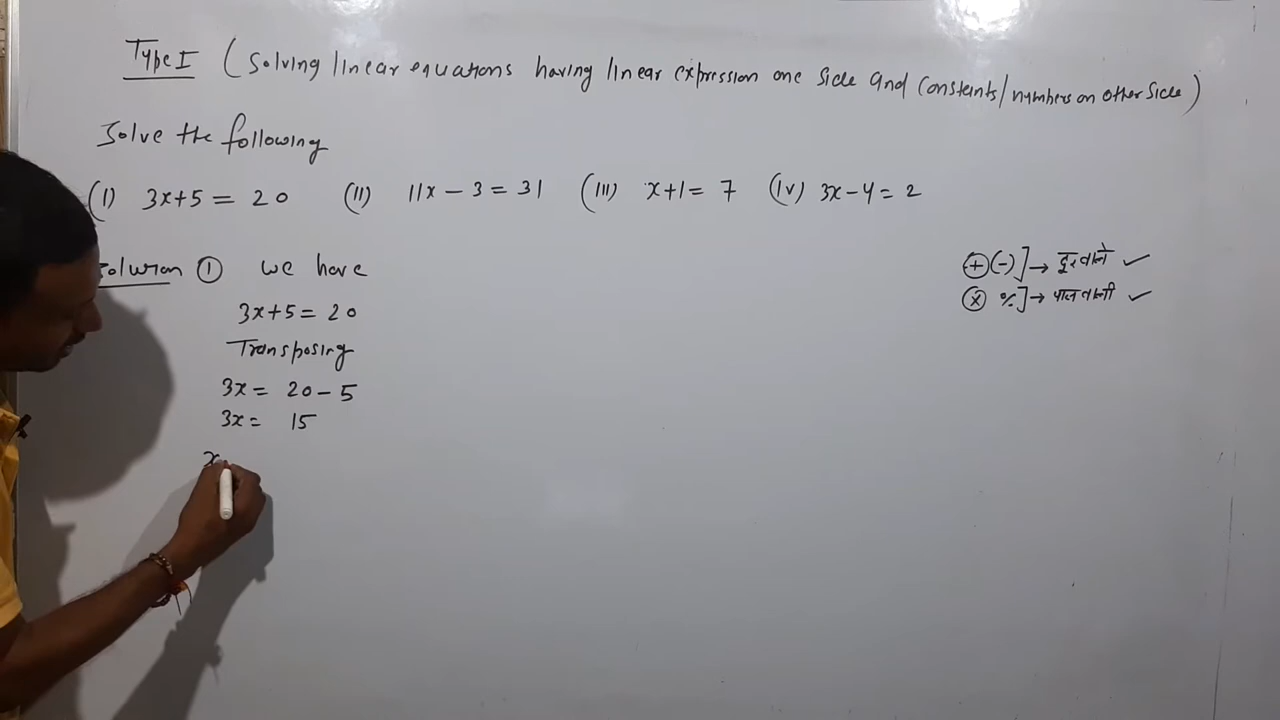 Type I (Solving linear equations having linear expression one side and constants/numbers on other side)
Solve the following
(I) 3x+5 = 20 (II) 11x - 3 = 31 (III) x+1 = 7 (IV) 3x-4 = 2
Solution ① we have
3x+5 = 20
Transposing
3x = 20 - 5
3x = 15
x
(+) (-)] → दूरवाले ✓
(×) %] → पासवाली ✓